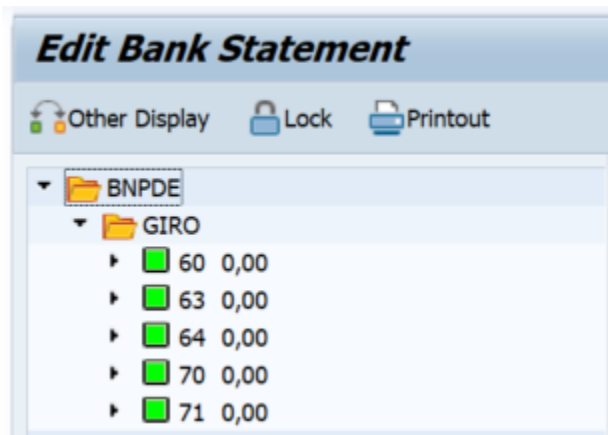 Edit Bank Statement
Other Display Lock Printout
BNPDE
GIRO
60 0,00
63 0,00
64 0,00
70 0,00
71 0,00